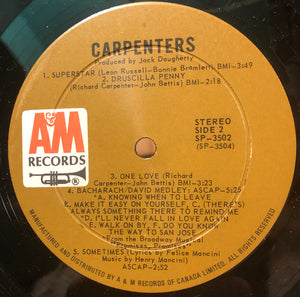 CARPENTERS
Produced by Jack Daugherty
1. SUPERSTAR (Leon Russell-Bonnie Bramlett) BMI-3:49
2. DRUSCILLA PENNY
(Richard Carpenter-John Bettis) BMI-2:18
A&M
RECORDS
STEREO
SIDE 2
SP-3502
(SP-3504)
3. ONE LOVE (Richard
Carpenter-John Bettis) BMI-3:23
4. BACHARACH/DAVID MEDLEY ASCAP-5:25
*A. KNOWING WHEN TO LEAVE
B. MAKE IT EASY ON YOURSELF, C. (THERE'S)
ALWAYS SOMETHING THERE TO REMIND ME
*D. I'LL NEVER FALL IN LOVE AGAIN
E. WALK ON BY, F. DO YOU KNOW
THE WAY TO SAN JOSE
*From the Broadway Musical
"Promises, Promises"
5. SOMETIMES (Lyrics by Felice Mancini
Music by Henry Mancini)
ASCAP-2:52
MANUFACTURED AND DISTRIBUTED BY A & M RECORDS OF CANADA LIMITED. ALL RIGHTS RESERVED